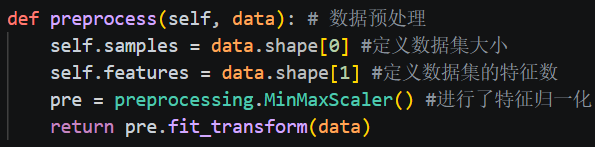 def preprocess(self, data): # 数据预处理
self.samples = data.shape[0] #定义数据集大小
self.features = data.shape[1] #定义数据集的特征数
pre = preprocessing.MinMaxScaler() #进行了特征归一化
return pre.fit_transform(data)